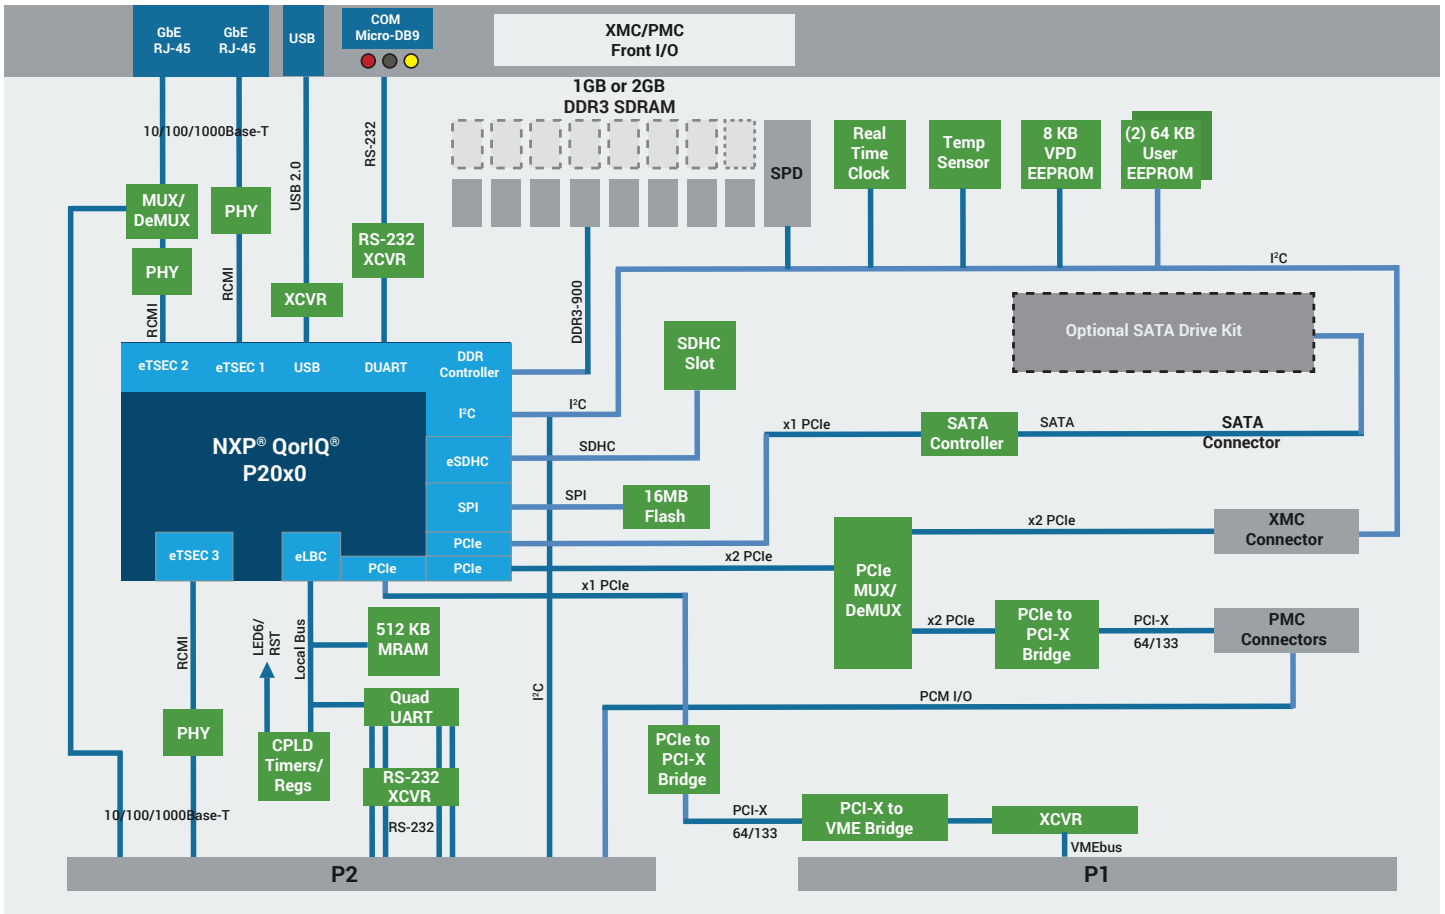 GbE
RJ-45
GbE
RJ-45
USB
COM
Micro-DB9
XMC/PMC
Front I/O
1GB or 2GB
DDR3 SDRAM
10/100/1000Base-T
RS-232
USB 2.0
SPD
Real
Time
Clock
Temp
Sensor
8 KB
VPD
EEPROM
(2) 64 KB
User
EEPROM
MUX/
DeMUX
PHY
RS-232
XCVR
PHY
RCMI
XCVR
RCMI
DDR3-900
I²C
Optional SATA Drive Kit
SDHC
Slot
eTSEC 2
eTSEC 1
USB
DUART
DDR
Controller
I²C
I²C
x1 PCIe
SATA
Controller
SATA
SATA
Connector
NXP® QorIQ®
P20x0
eSDHC
SDHC
SPI
SPI
16MB
Flash
PCIe
x2 PCIe
XMC
Connector
eTSEC 3
eLBC
PCIe
PCIe
x2 PCIe
x1 PCIe
PCIe
MUX/
DeMUX
x2 PCIe
PCIe to
PCI-X
Bridge
PCI-X
64/133
PMC
Connectors
RCMI
LED6/
RST
Local Bus
512 KB
MRAM
I²C
PCM I/O
Quad
UART
PHY
CPLD
Timers/
Regs
PCIe to
PCI-X
Bridge
RS-232
XCVR
10/100/1000Base-T
RS-232
PCI-X
64/133
PCI-X to
VME Bridge
XCVR
VMEbus
P2
P1